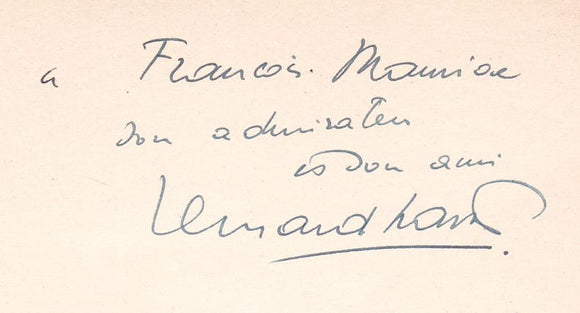 a François Mauriac
son admirateur
et son ami